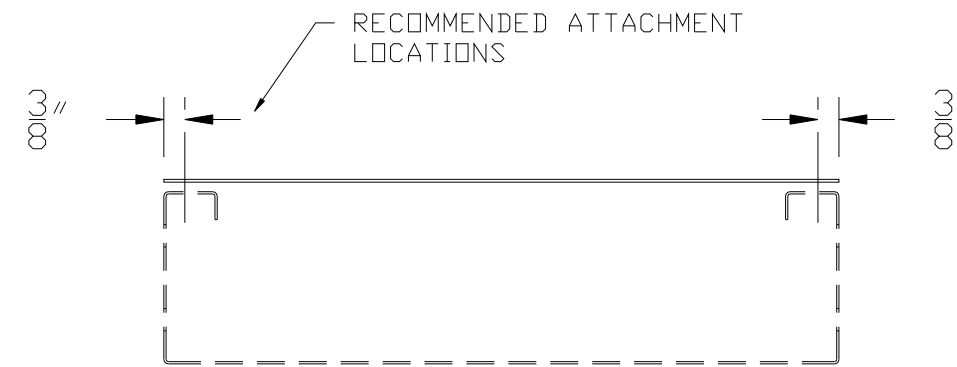 RECOMMENDED ATTACHMENT
LOCATIONS
3/8"
3/8